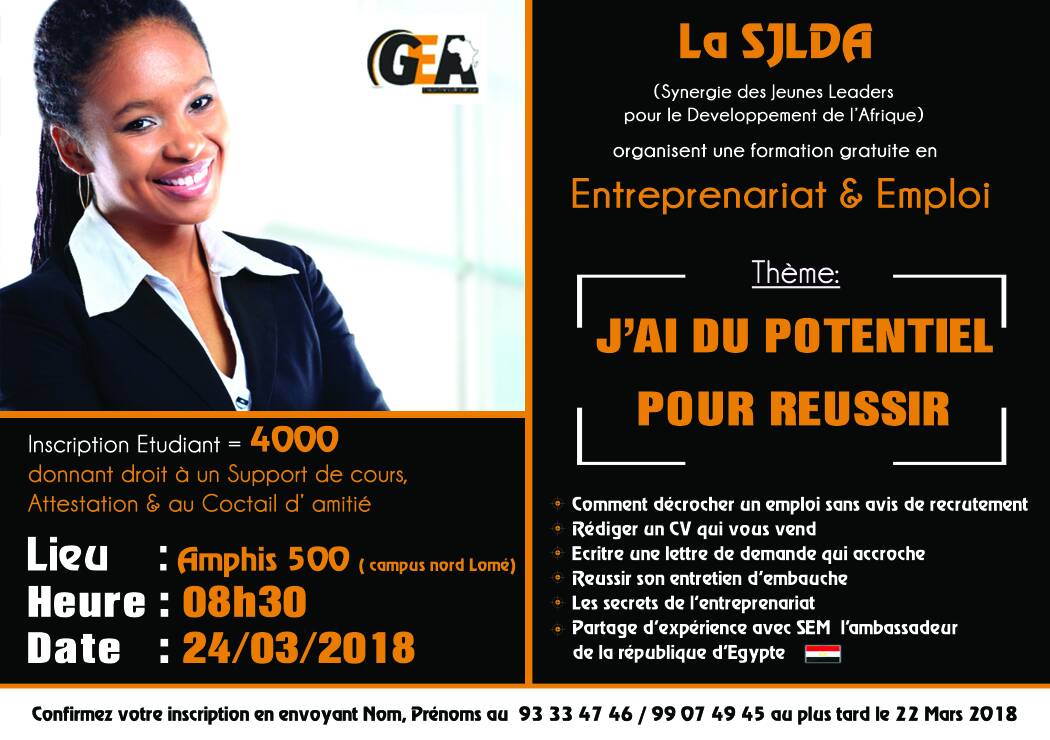 GEA
La SJLDA
(Synergie des Jeunes Leaders
pour le Developpement de l'Afrique)
organisent une formation gratuite en
Entreprenariat & Emploi
Thème:
J'AI DU POTENTIEL
POUR REUSSIR
Comment décrocher un emploi sans avis de recrutement
Rédiger un CV qui vous vend
Ecritre une lettre de demande qui accroche
Reussir son entretien d'embauche
Les secrets de l'entreprenariat
Partage d'expérience avec SEM l'ambassadeur
de la république d'Egypte
Inscription Etudiant = 4000
donnant droit à un Support de cours,
Attestation & au Coctail d' amitié
Lieu : Amphis 500 ( campus nord Lomé)
Heure : 08h30
Date : 24/03/2018
Confirmez votre inscription en envoyant Nom, Prénoms au 93 33 47 46 / 99 07 49 45 au plus tard le 22 Mars 2018